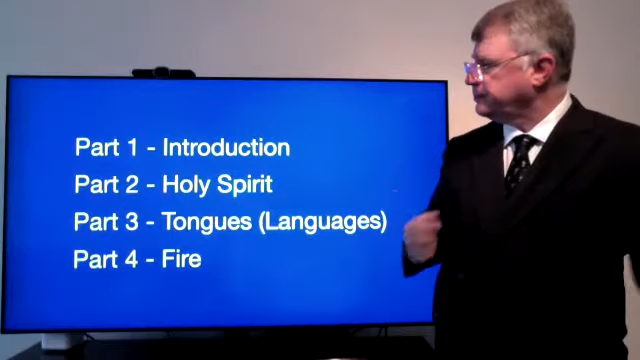 Part 1 - Introduction
Part 2 - Holy Spirit
Part 3 - Tongues (Languages)
Part 4 - Fire